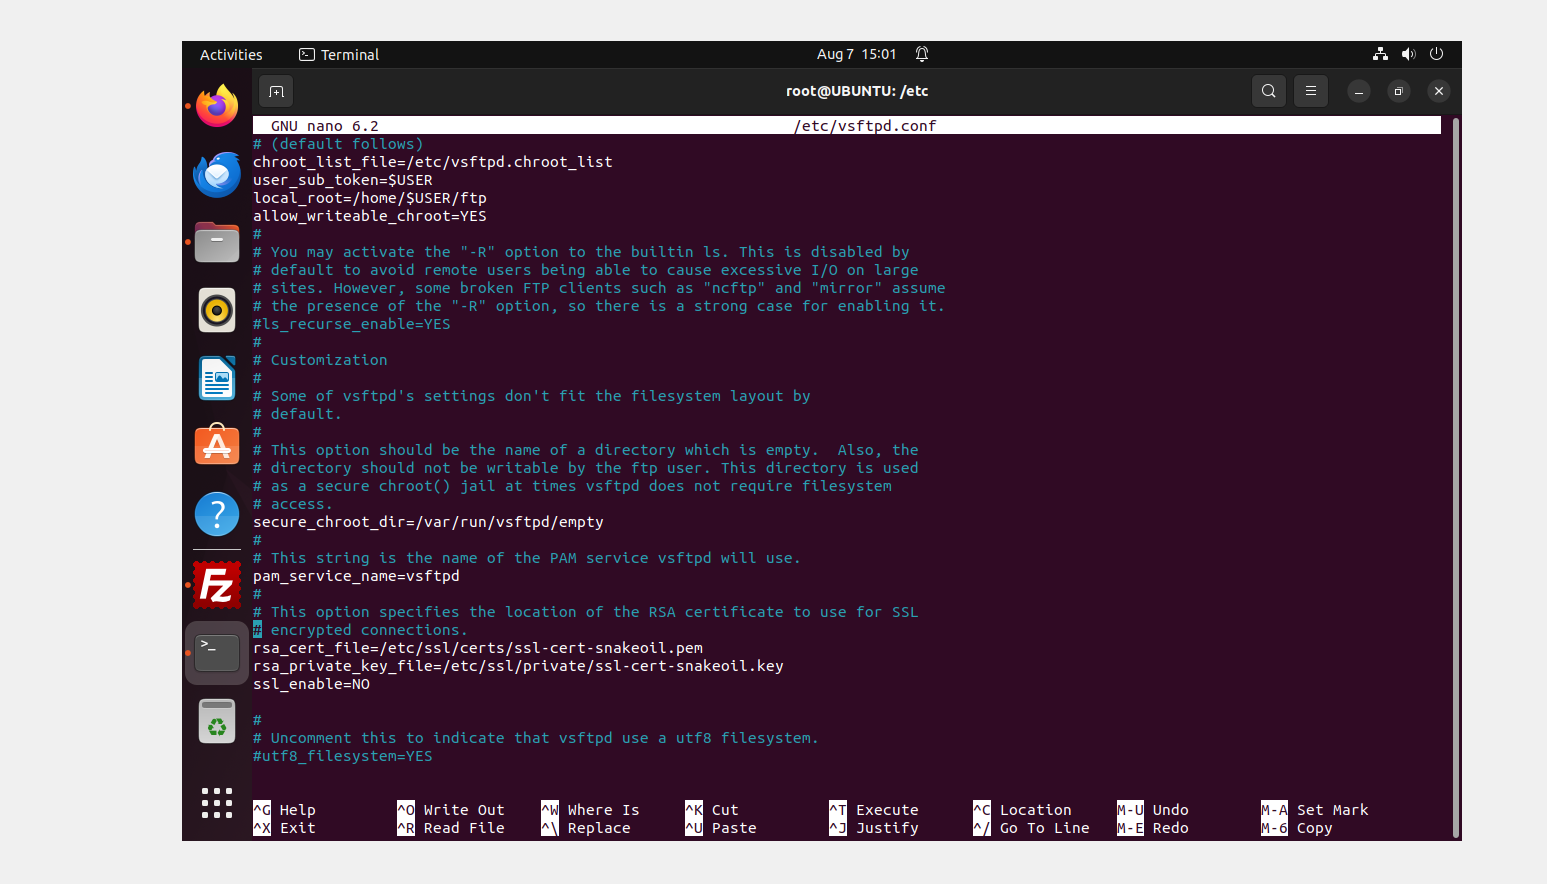 Activities Terminal Aug 7 15:01
root@UBUNTU: /etc
GNU nano 6.2 /etc/vsftpd.conf
# (default follows)
chroot_list_file=/etc/vsftpd.chroot_list
user_sub_token=$USER
local_root=/home/$USER/ftp
allow_writeable_chroot=YES
#
# You may activate the "-R" option to the builtin ls. This is disabled by
# default to avoid remote users being able to cause excessive I/O on large
# sites. However, some broken FTP clients such as "ncftp" and "mirror" assume
# the presence of the "-R" option, so there is a strong case for enabling it.
#ls_recurse_enable=YES
#
# Customization
#
# Some of vsftpd's settings don't fit the filesystem layout by
# default.
#
# This option should be the name of a directory which is empty.  Also, the
# directory should not be writable by the ftp user. This directory is used
# as a secure chroot() jail at times vsftpd does not require filesystem
# access.
secure_chroot_dir=/var/run/vsftpd/empty
#
# This string is the name of the PAM service vsftpd will use.
pam_service_name=vsftpd
#
# This option specifies the location of the RSA certificate to use for SSL
# encrypted connections.
rsa_cert_file=/etc/ssl/certs/ssl-cert-snakeoil.pem
rsa_private_key_file=/etc/ssl/private/ssl-cert-snakeoil.key
ssl_enable=NO
#
# Uncomment this to indicate that vsftpd use a utf8 filesystem.
#utf8_filesystem=YES
^G Help ^O Write Out ^W Where Is ^K Cut ^T Execute ^C Location M-U Undo M-A Set Mark
^X Exit ^R Read File ^\ Replace ^U Paste ^J Justify ^/ Go To Line M-E Redo M-6 Copy